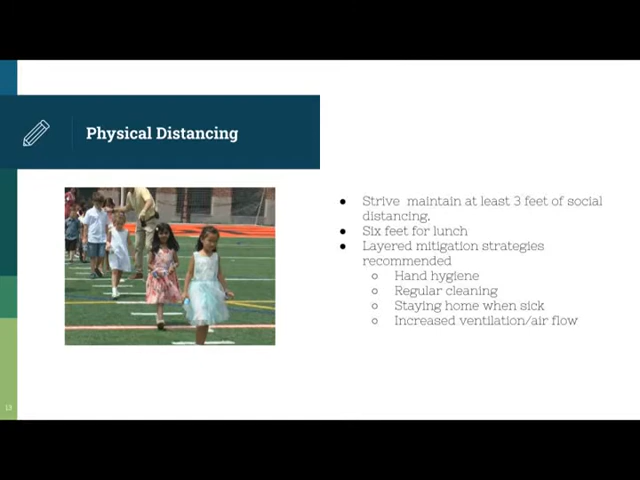 Physical Distancing
● Strive  maintain at least 3 feet of social
distancing.
● Six feet for lunch
● Layered mitigation strategies
recommended
○ Hand hygiene
○ Regular cleaning
○ Staying home when sick
○ Increased ventilation/air flow
13